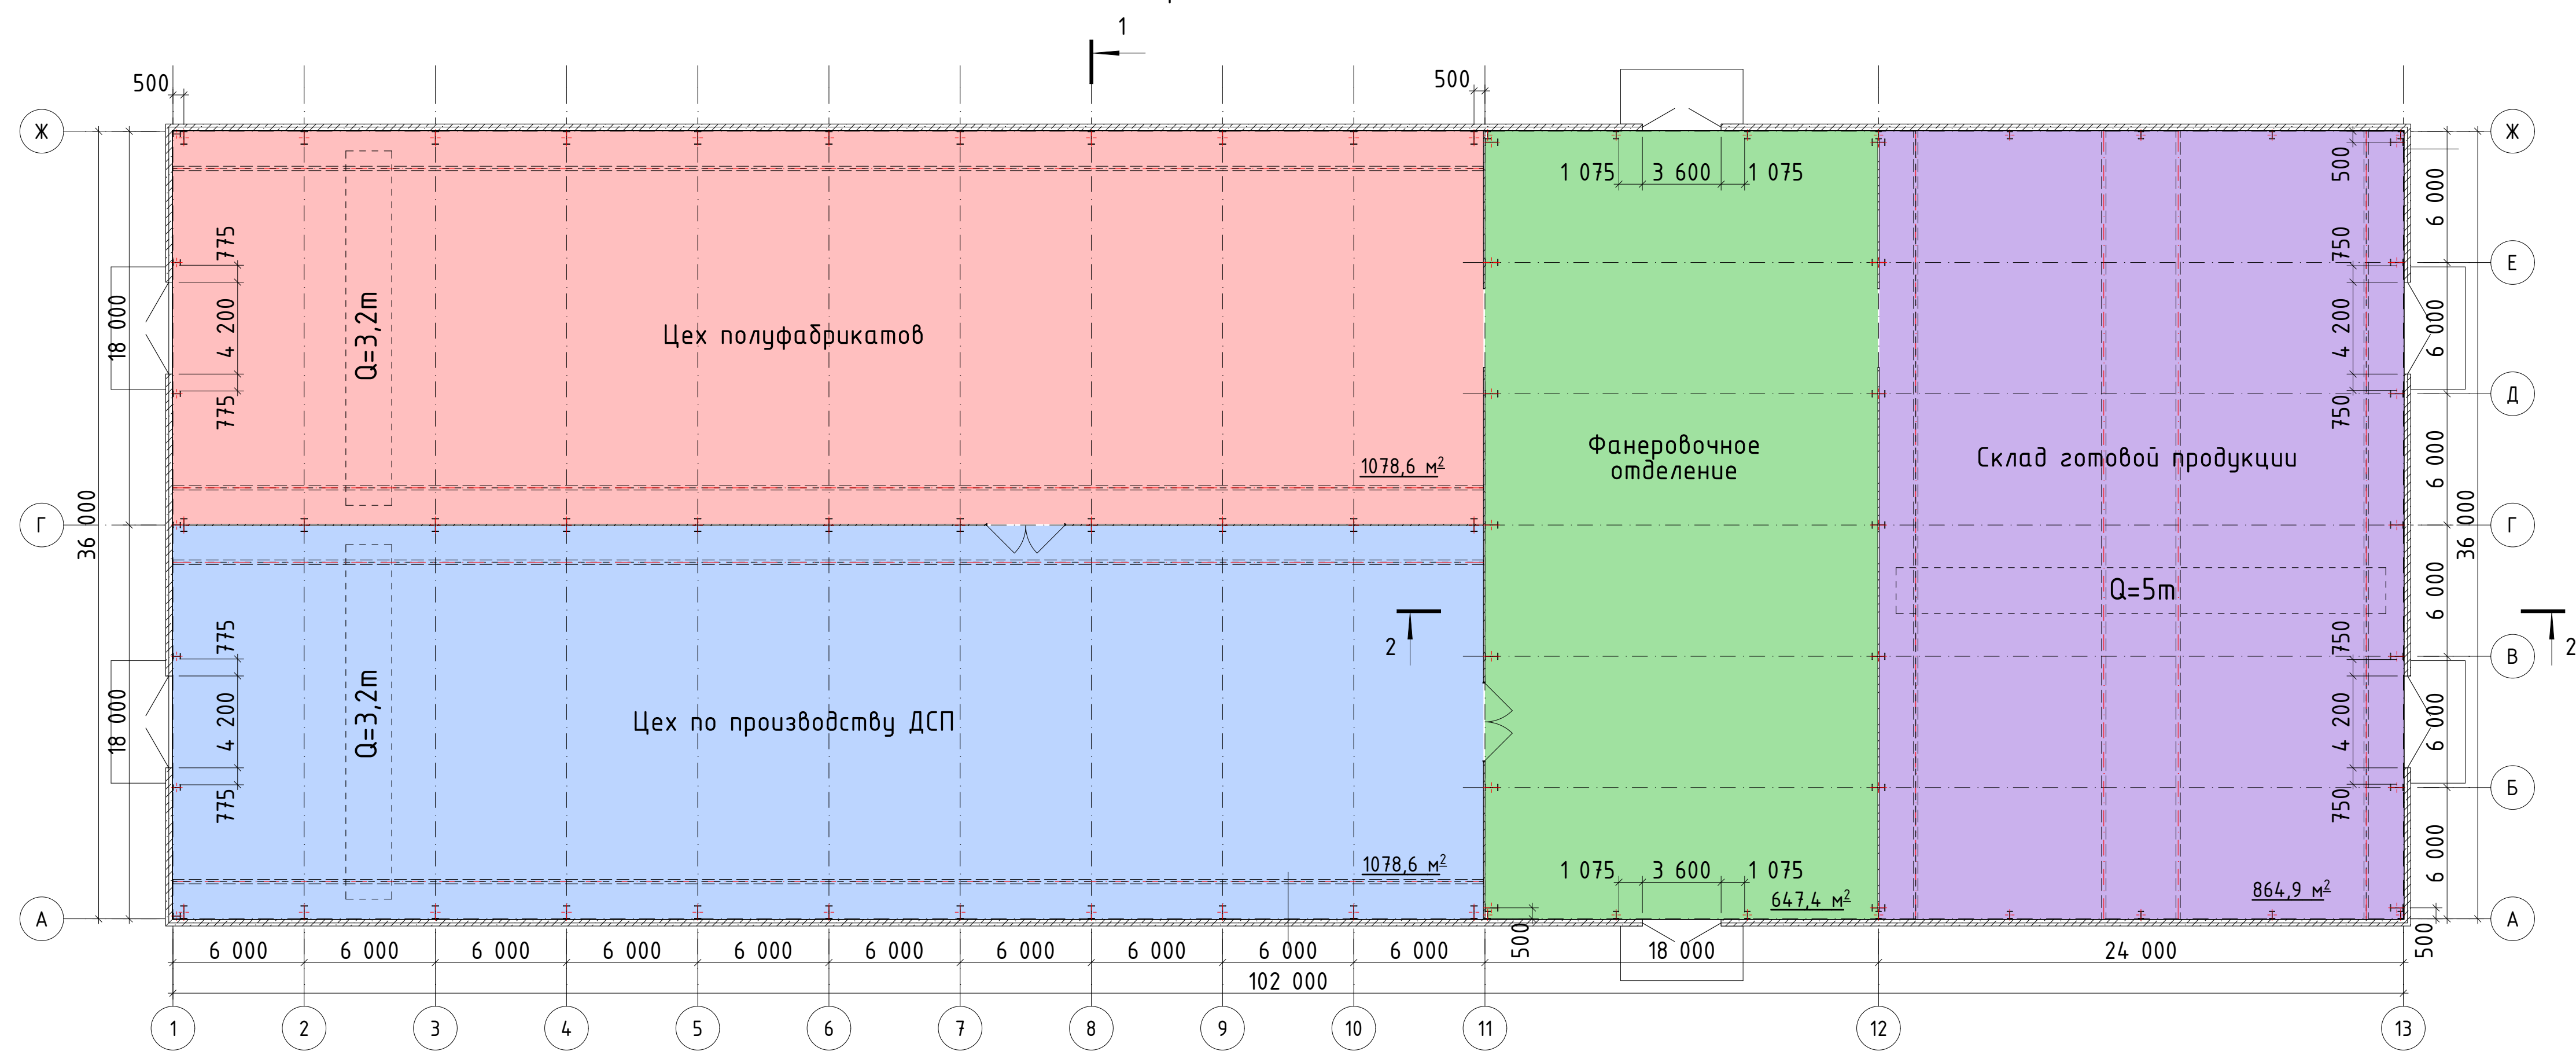 1
500
500
Ж
Ж
1 075
3 600
1 075
500
6 000
775
750
Е
Е
18 000
4 200
Q=3,2т
Цех полуфабрикатов
4 200
6 000
775
750
Д
Фанеровочное
отделение
Склад готовой продукции
6 000
1078,6 м2
36 000
Г
Г
36 000
Q=5т
6 000
775
2
750
2
В
18 000
4 200
Q=3,2т
Цех по производству ДСП
4 200
6 000
775
750
Б
1078,6 м2
1 075
3 600
1 075
647,4 м2
864,9 м2
6 000
А
А
6 000
6 000
6 000
6 000
6 000
6 000
6 000
6 000
6 000
6 000
500
18 000
24 000
500
102 000
1
2
3
4
5
6
7
8
9
10
11
12
13